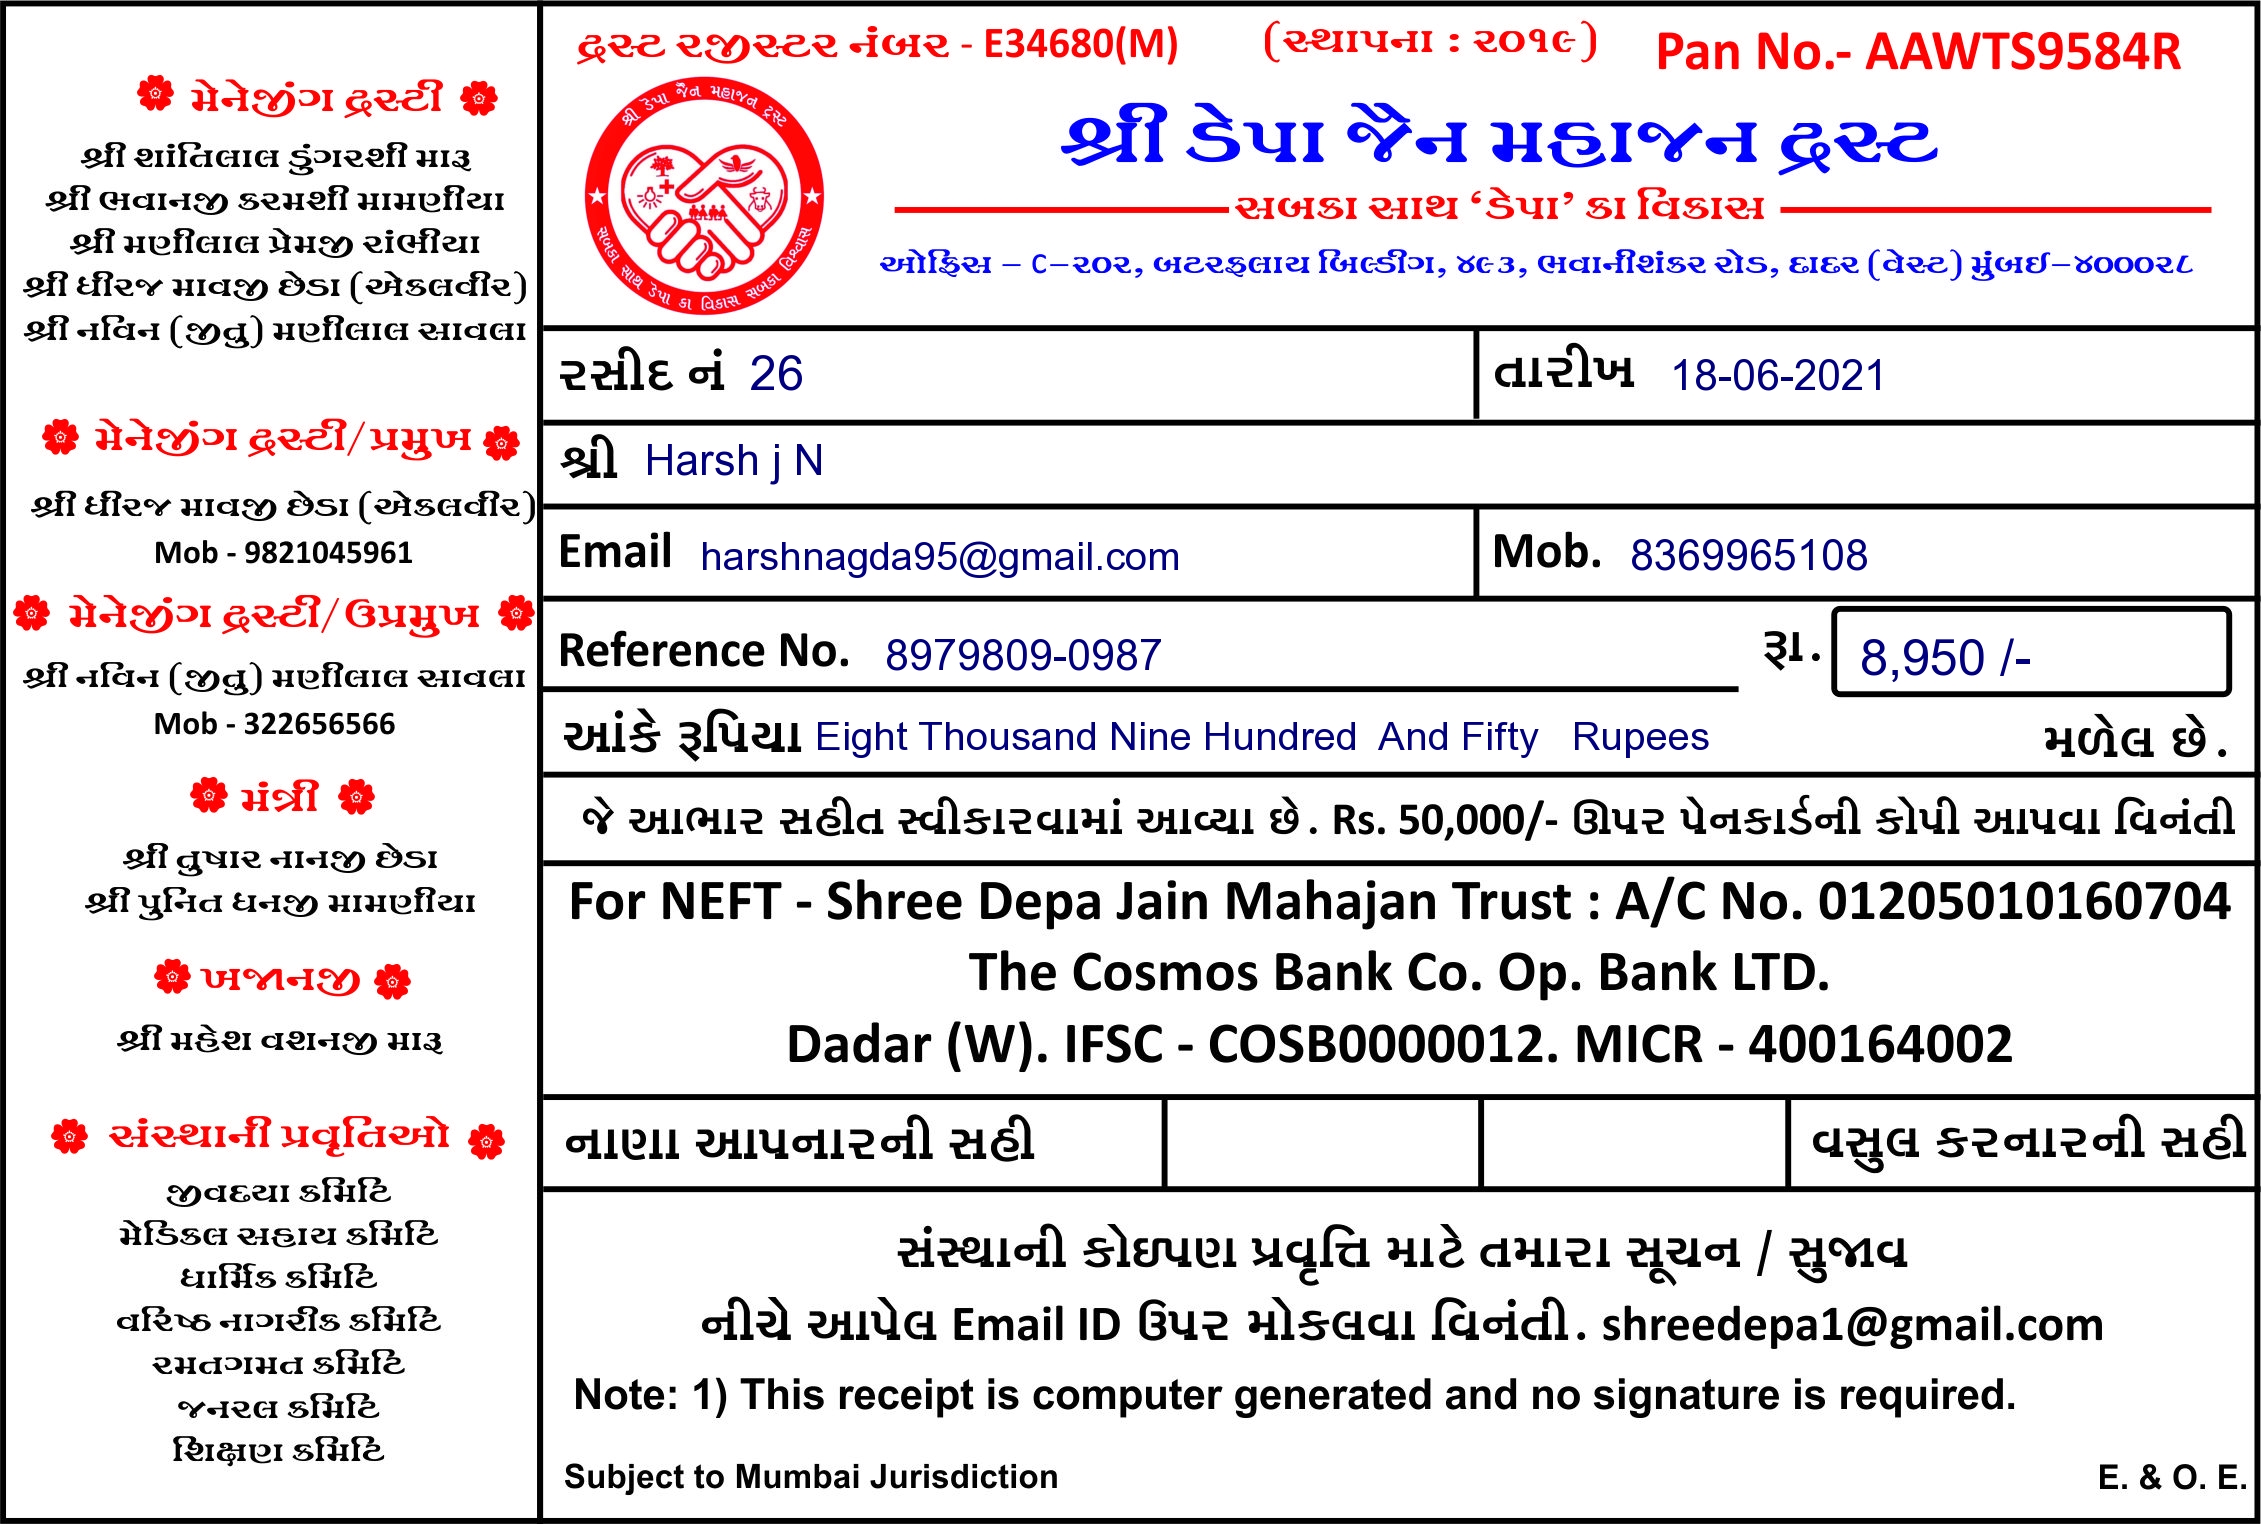 મેનેજીંગ ટ્રસ્ટી
શ્રી શાંતિલાલ ડુંગરશી મારૂ
શ્રી ભવાનજી કરમશી મામણીયા
શ્રી મણીલાલ પ્રેમજી રાંભીયા
શ્રી ધીરજ માવજી છેડા (એકલવીર)
શ્રી નવિન (જીતુ) મણીલાલ સાવલા
મેનેજીંગ ટ્રસ્ટી/પ્રમુખ
શ્રી ધીરજ માવજી છેડા (એકલવીર)
Mob - 9821045961
મેનેજીંગ ટ્રસ્ટી/ઉપ્રમુખ
શ્રી નવિન (જીતુ) મણીલાલ સાવલા
Mob - 322656566
મંત્રી
શ્રી તુષાર નાનજી છેડા
શ્રી પુનિત ધનજી મામણીયા
ખજાનજી
શ્રી મહેશ વશનજી મારૂ
સંસ્થાની પ્રવૃતિઓ
જીવદયા કમિટિ
મેડિકલ સહાય કમિટિ
ધાર્મિક કમિટિ
વરિષ્ઠ નાગરીક કમિટિ
રમતગમત કમિટિ
જનરલ કમિટિ
શિક્ષણ કમિટિ
ટ્રસ્ટ રજીસ્ટર નંબર - E34680(M) (સ્થાપના : ૨૦૧૯) Pan No.- AAWTS9584R
શ્રી ડેપા જૈન મહાજન ટ્રસ્ટ
સબકા સાથ ‘ડેપા’ કા વિકાસ
ઓફિસ – C–૨૦૨, બટરફલાય બિલ્ડીંગ, ૪૯૩, ભવાનીશંકર રોડ, દાદર (વેસ્ટ) મુંબઇ–૪૦૦૦૨૮
શ્રી ડેપા જૈન મહાજન ટ્રસ્ટ
સબકા સાથ ડેપા કા વિકાસ સબકા વિશ્વાસ
રસીદ નં 26 તારીખ 18-06-2021
શ્રી Harsh j N
Email harshnagda95@gmail.com Mob. 8369965108
Reference No. 8979809-0987 રૂા. 8,950 /-
આંકે રૂપિયા Eight Thousand Nine Hundred And Fifty Rupees મળેલ છે.
જે આભાર સહીત સ્વીકારવામાં આવ્યા છે. Rs. 50,000/- ઊપર પેનકાર્ડની કોપી આપવા વિનંતી
For NEFT - Shree Depa Jain Mahajan Trust : A/C No. 01205010160704
The Cosmos Bank Co. Op. Bank LTD.
Dadar (W). IFSC - COSB0000012. MICR - 400164002
નાણા આપનારની સહી વસુલ કરનારની સહી
સંસ્થાની કોઇપણ પ્રવૃત્તિ માટે તમારા સૂચન / સુજાવ
નીચે આપેલ Email ID ઉપર મોકલવા વિનંતી. shreedepa1@gmail.com
Note: 1) This receipt is computer generated and no signature is required.
Subject to Mumbai Jurisdiction E. & O. E.